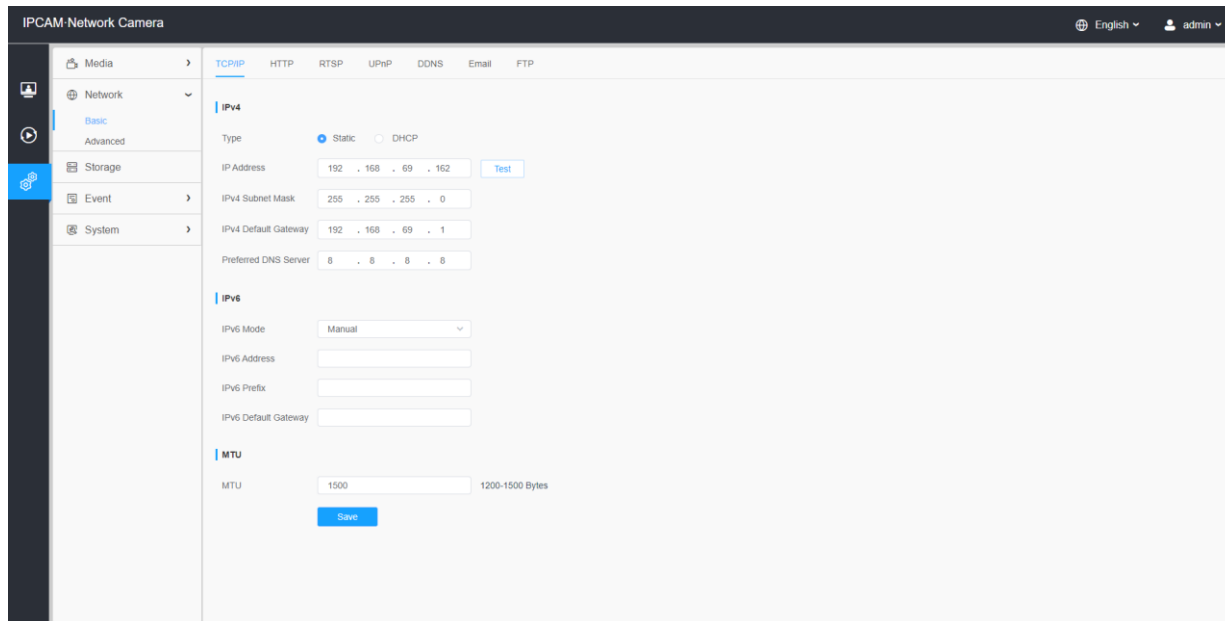 IPCAM·Network Camera
English
admin
Media
Network
Basic
Advanced
Storage
Event
System
TCP/IP HTTP RTSP UPnP DDNS Email FTP
IPv4
Type Static DHCP
IP Address 192 . 168 . 69 . 162 Test
IPv4 Subnet Mask 255 . 255 . 255 . 0
IPv4 Default Gateway 192 . 168 . 69 . 1
Preferred DNS Server 8 . 8 . 8 . 8
IPv6
IPv6 Mode Manual
IPv6 Address
IPv6 Prefix
IPv6 Default Gateway
MTU
MTU 1500 1200-1500 Bytes
Save